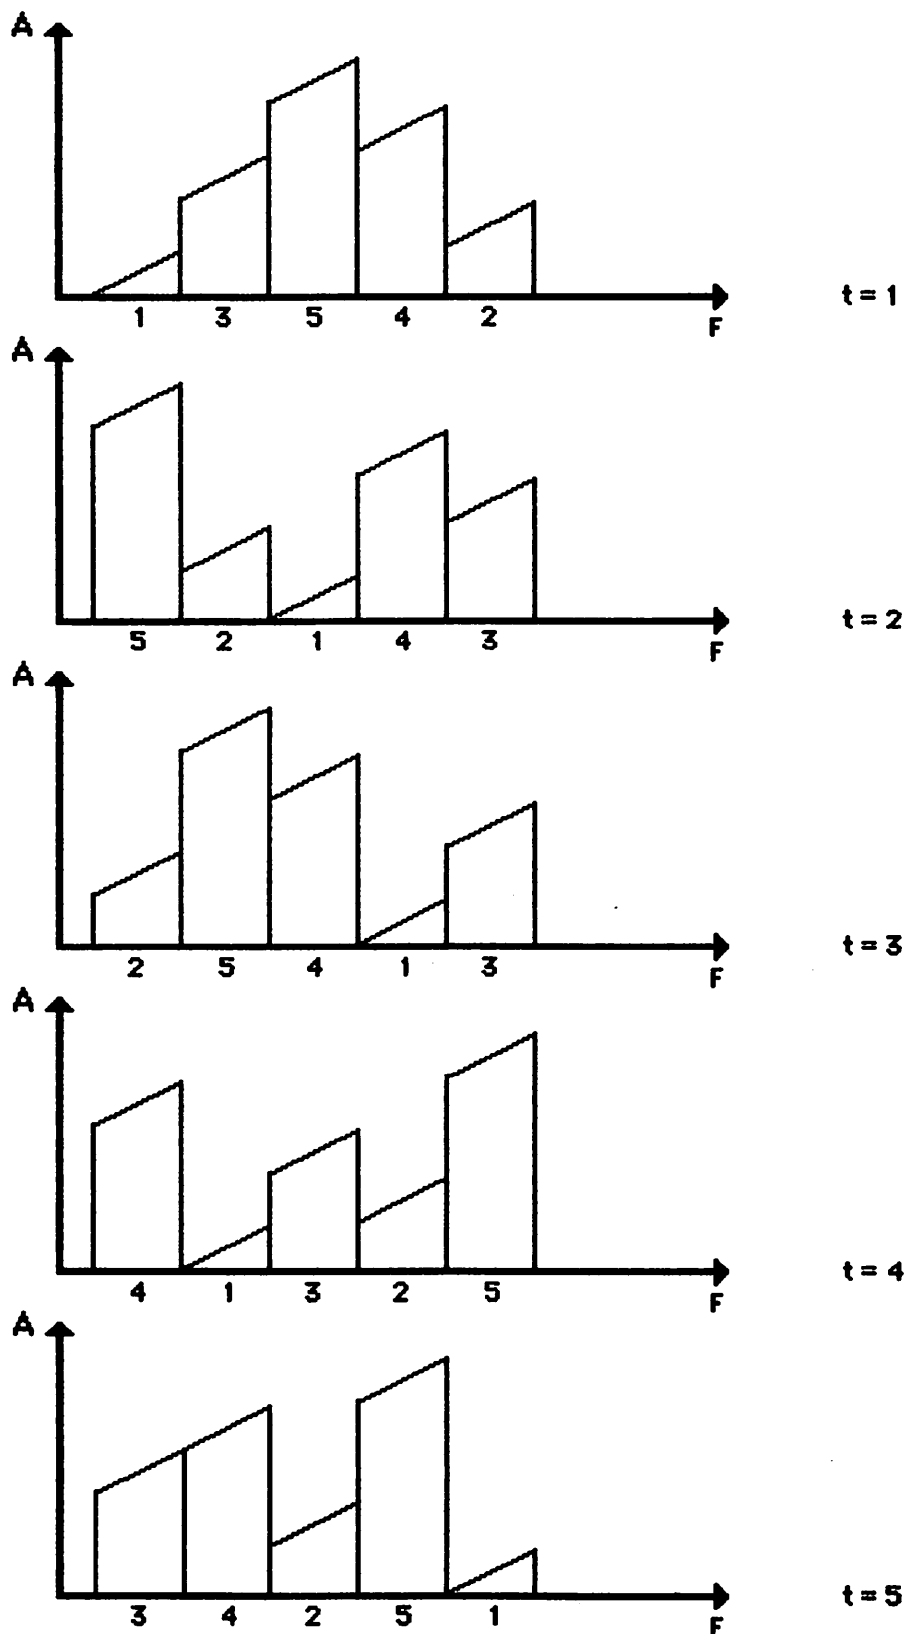 A
1 3 5 4 2
F
t = 1
A
5 2 1 4 3
F
t = 2
A
2 5 4 1 3
F
t = 3
A
4 1 3 2 5
F
t = 4
A
3 4 2 5 1
F
t = 5